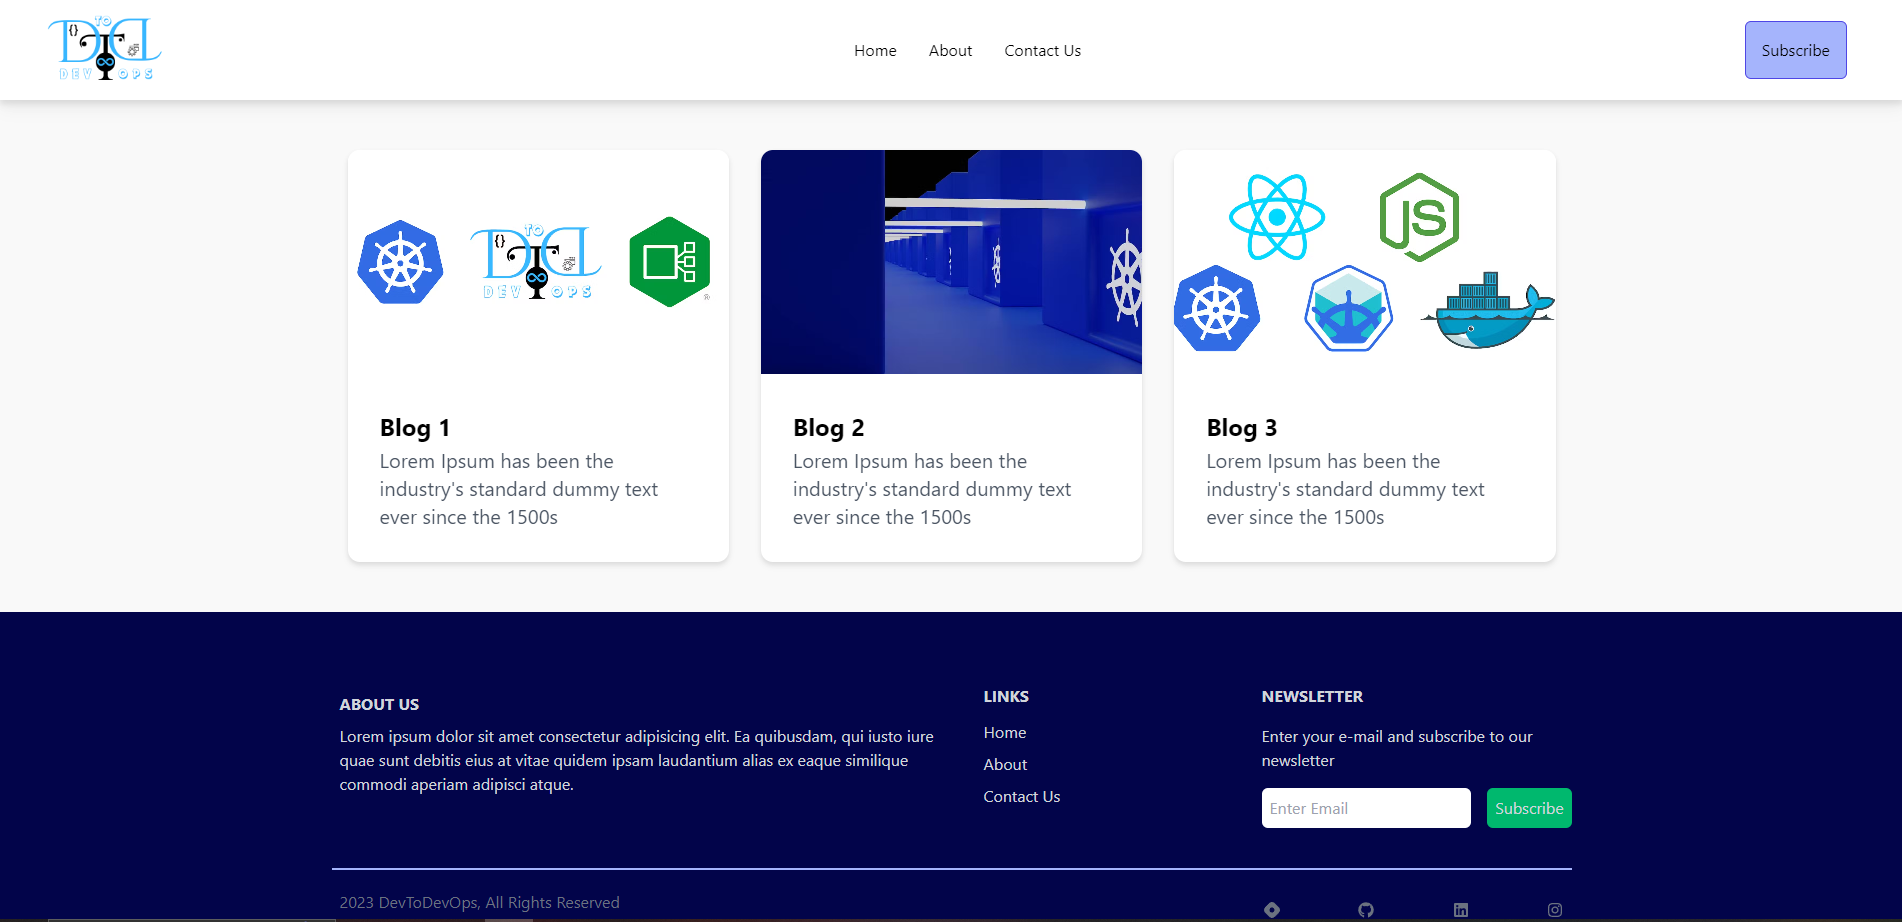 TO
{}
DTD
DEV OPS
Home
About
Contact Us
Subscribe
TO
{}
DTD
DEV OPS
®
JS
Blog 1
Lorem Ipsum has been the
industry's standard dummy text
ever since the 1500s
Blog 2
Lorem Ipsum has been the
industry's standard dummy text
ever since the 1500s
Blog 3
Lorem Ipsum has been the
industry's standard dummy text
ever since the 1500s
ABOUT US
Lorem ipsum dolor sit amet consectetur adipisicing elit. Ea quibusdam, qui iusto iure
quae sunt debitis eius at vitae quidem ipsam laudantium alias ex eaque similique
commodi aperiam adipisci atque.
LINKS
Home
About
Contact Us
NEWSLETTER
Enter your e-mail and subscribe to our
newsletter
Enter Email
Subscribe
2023 DevToDevOps, All Rights Reserved
in